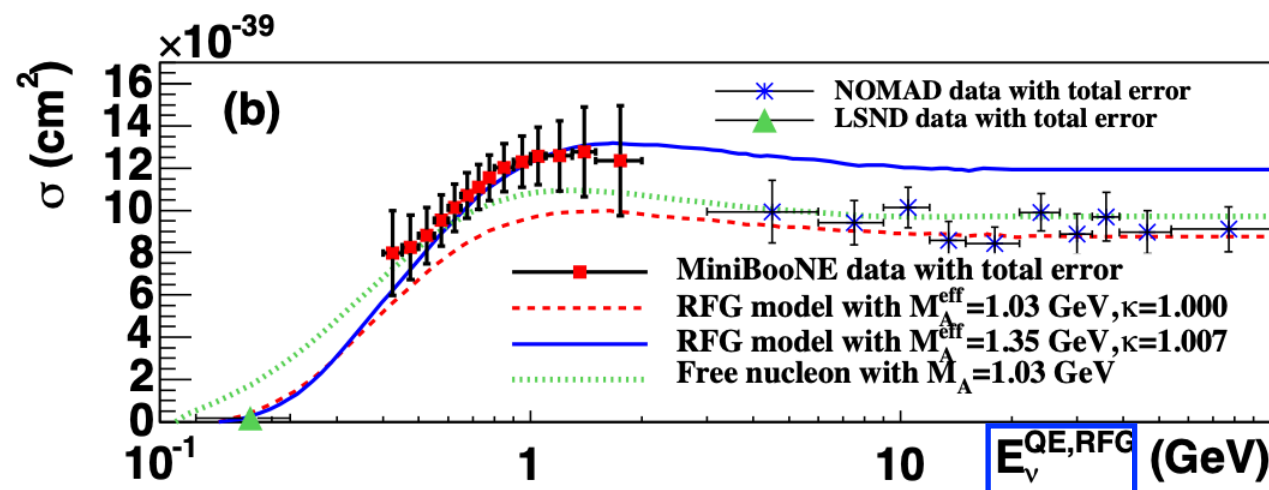 ×10⁻³⁹
σ (cm²)
16
14
12
10
8
6
4
2
0
(b)
NOMAD data with total error
LSND data with total error
MiniBooNE data with total error
RFG model with M_A^eff=1.03 GeV,κ=1.000
RFG model with M_A^eff=1.35 GeV,κ=1.007
Free nucleon with M_A=1.03 GeV
10⁻¹ 1 10 E_ν^QE,RFG (GeV)